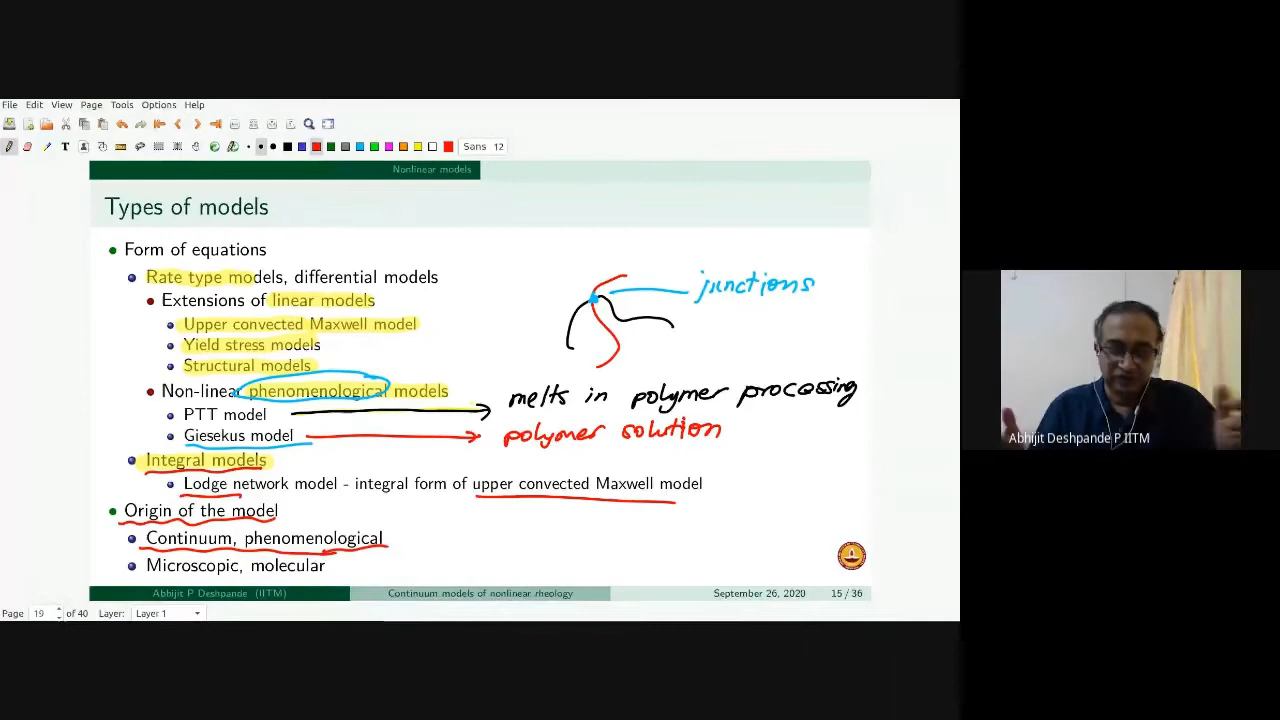 File Edit View Page Tools Options Help
Sans 12
Nonlinear models
Types of models
Form of equations
Rate type models, differential models
Extensions of linear models
Upper convected Maxwell model
Yield stress models
Structural models
Non-linear phenomenological models
PTT model
Giesekus model
Integral models
Lodge network model - integral form of upper convected Maxwell model
Origin of the model
Continuum, phenomenological
Microscopic, molecular
junctions
melts in polymer processing
polymer solution
Abhijit P Deshpande (IITM) Continuum models of nonlinear rheology September 26, 2020 15 / 36
Page 19 of 40 Layer: Layer 1
Abhijit Deshpande P IITM